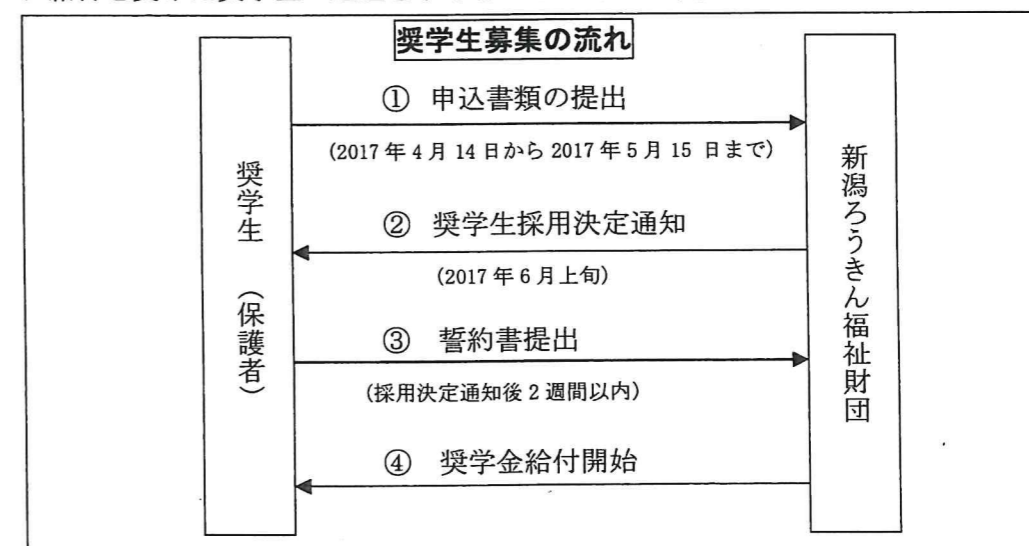 奨学生募集の流れ
① 申込書類の提出
(2017年4月14日から2017年5月15日まで)
② 奨学生採用決定通知
(2017年6月上旬)
③ 誓約書提出
(採用決定通知後2週間以内)
④ 奨学金給付開始
奨学生(保護者)
新潟ろうきん福祉財団